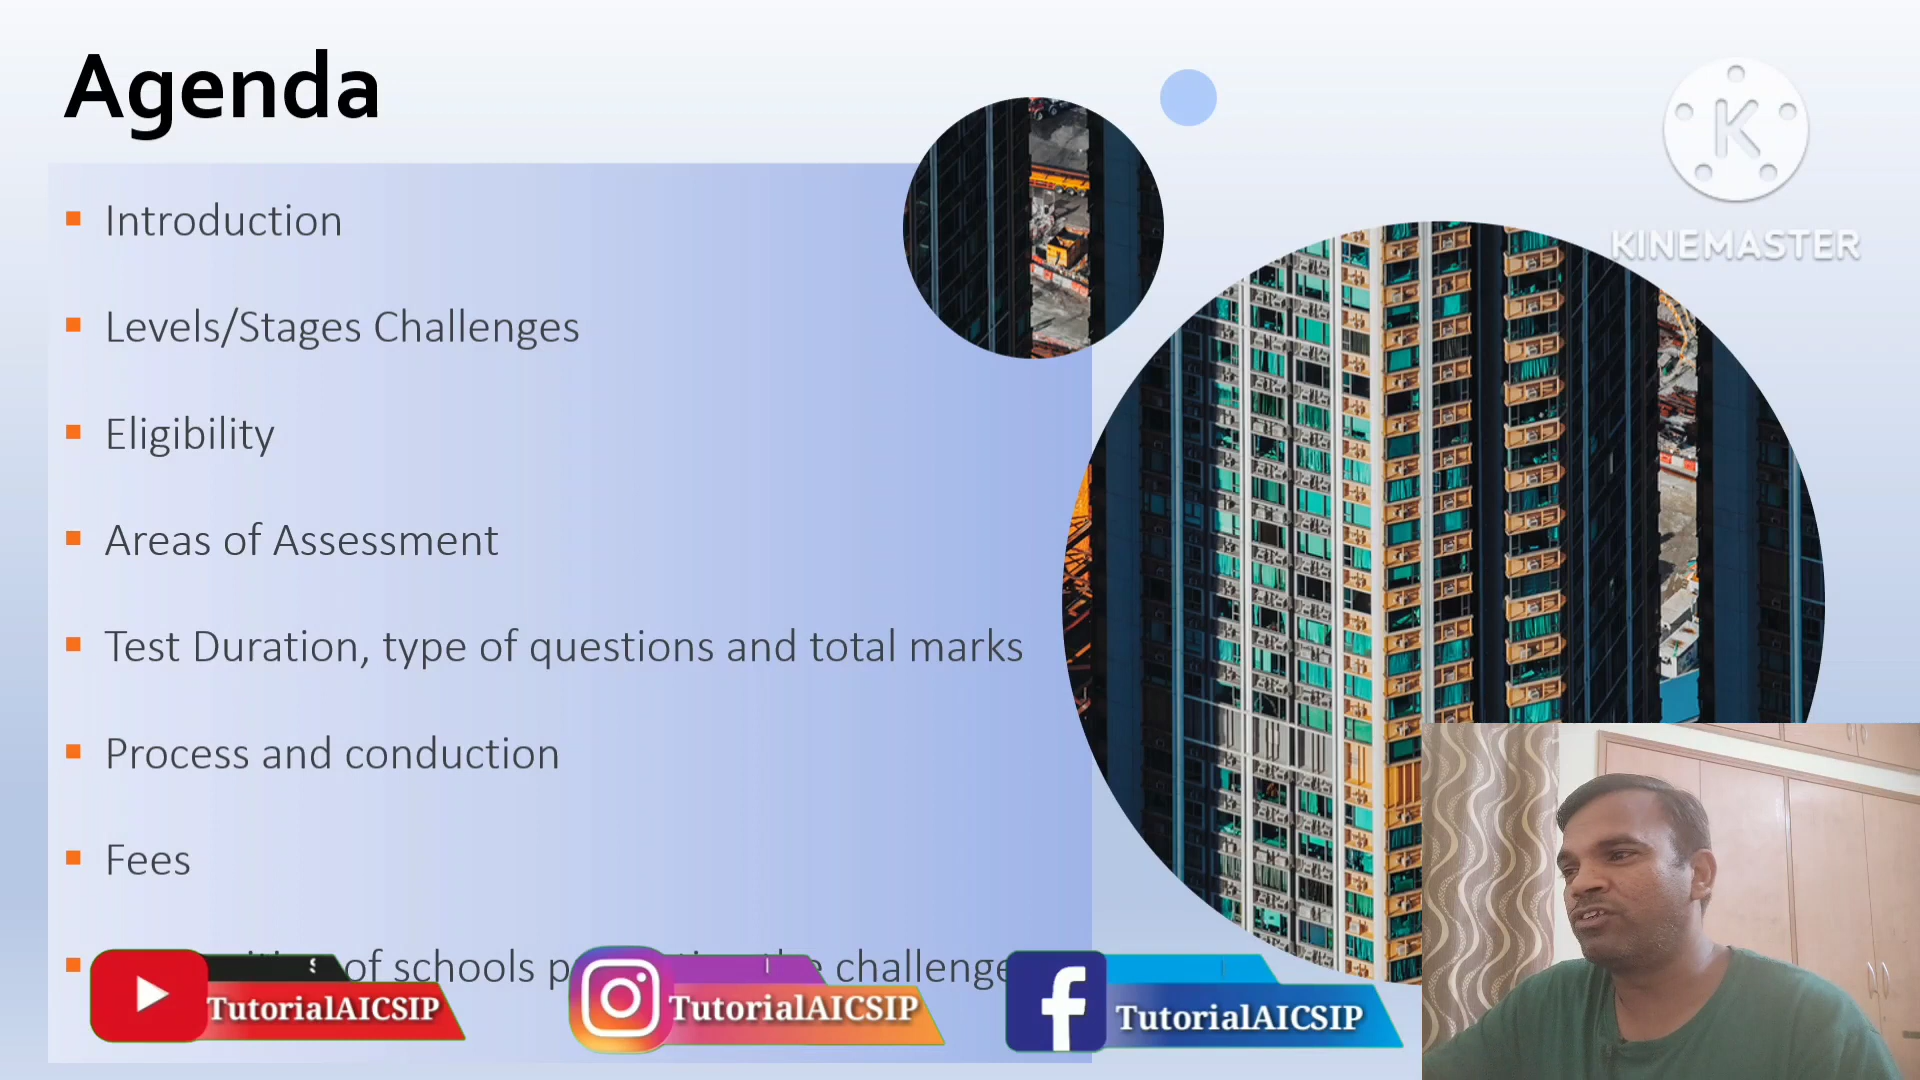 Agenda
K
KINEMASTER
Introduction
Levels/Stages Challenges
Eligibility
Areas of Assessment
Test Duration, type of questions and total marks
Process and conduction
Fees
of schools the challenge
TutorialAICSIP
TutorialAICSIP
TutorialAICSIP